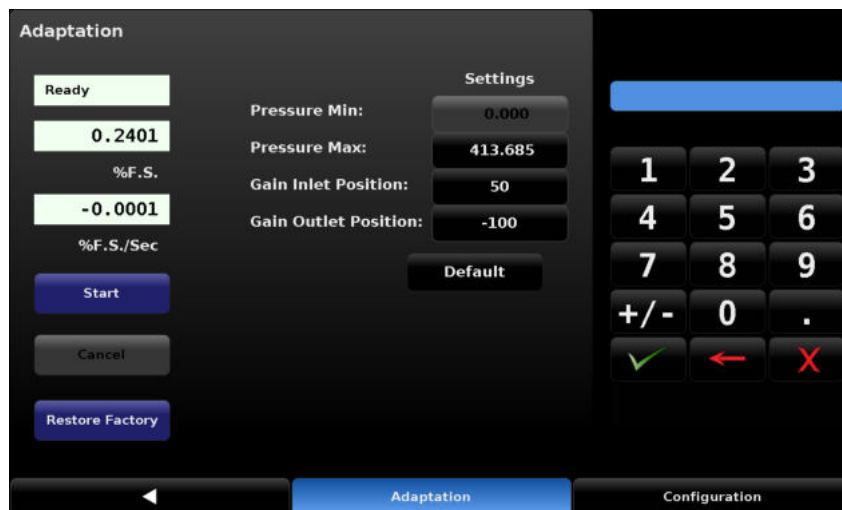 Adaptation
Ready
0.2401
%F.S.
-0.0001
%F.S./Sec
Start
Cancel
Restore Factory
Settings
Pressure Min: 0.000
Pressure Max: 413.685
Gain Inlet Position: 50
Gain Outlet Position: -100
Default
1 2 3
4 5 6
7 8 9
+/- 0 .
Adaptation
Configuration